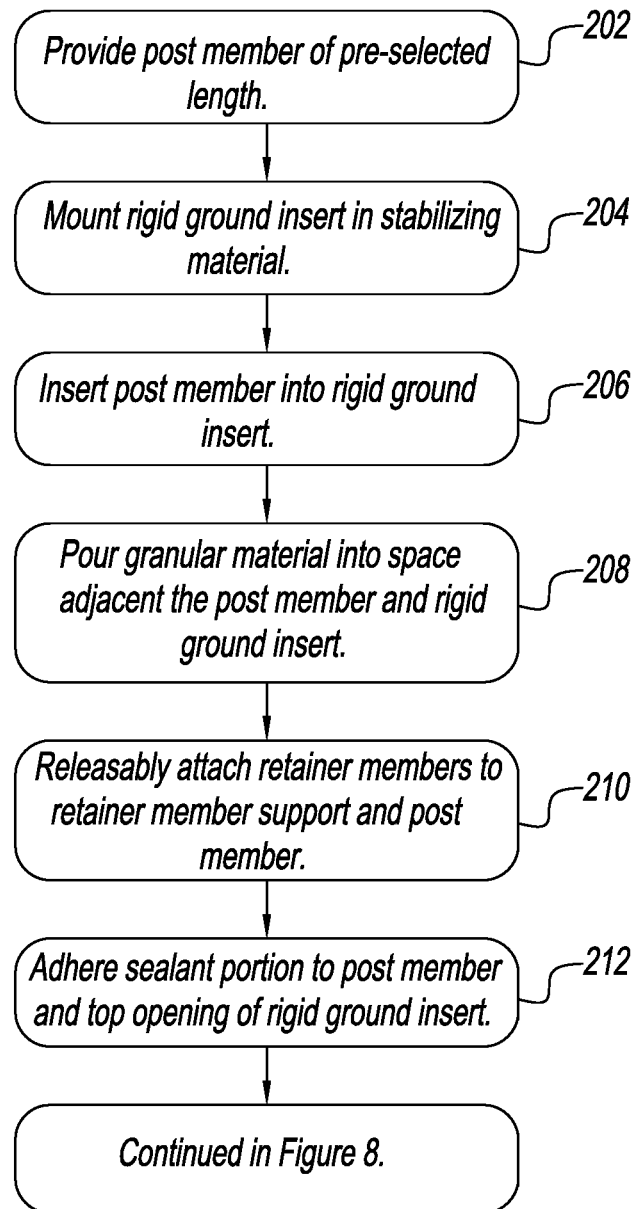 Provide post member of pre-selected
length.
202
Mount rigid ground insert in stabilizing
material.
204
Insert post member into rigid ground
insert.
206
Pour granular material into space
adjacent the post member and rigid
ground insert.
208
Releasably attach retainer members to
retainer member support and post
member.
210
Adhere sealant portion to post member
and top opening of rigid ground insert.
212
Continued in Figure 8.